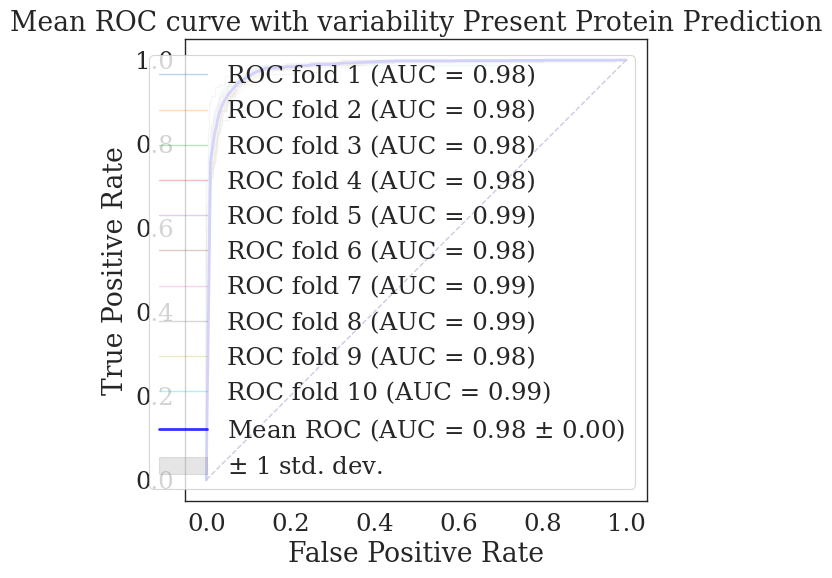 Mean ROC curve with variability Present Protein Prediction
True Positive Rate
1.0
0.8
0.6
0.4
0.2
0.0
ROC fold 1 (AUC = 0.98)
ROC fold 2 (AUC = 0.98)
ROC fold 3 (AUC = 0.98)
ROC fold 4 (AUC = 0.98)
ROC fold 5 (AUC = 0.99)
ROC fold 6 (AUC = 0.98)
ROC fold 7 (AUC = 0.99)
ROC fold 8 (AUC = 0.99)
ROC fold 9 (AUC = 0.98)
ROC fold 10 (AUC = 0.99)
Mean ROC (AUC = 0.98 ± 0.00)
± 1 std. dev.
0.0 0.2 0.4 0.6 0.8 1.0
False Positive Rate